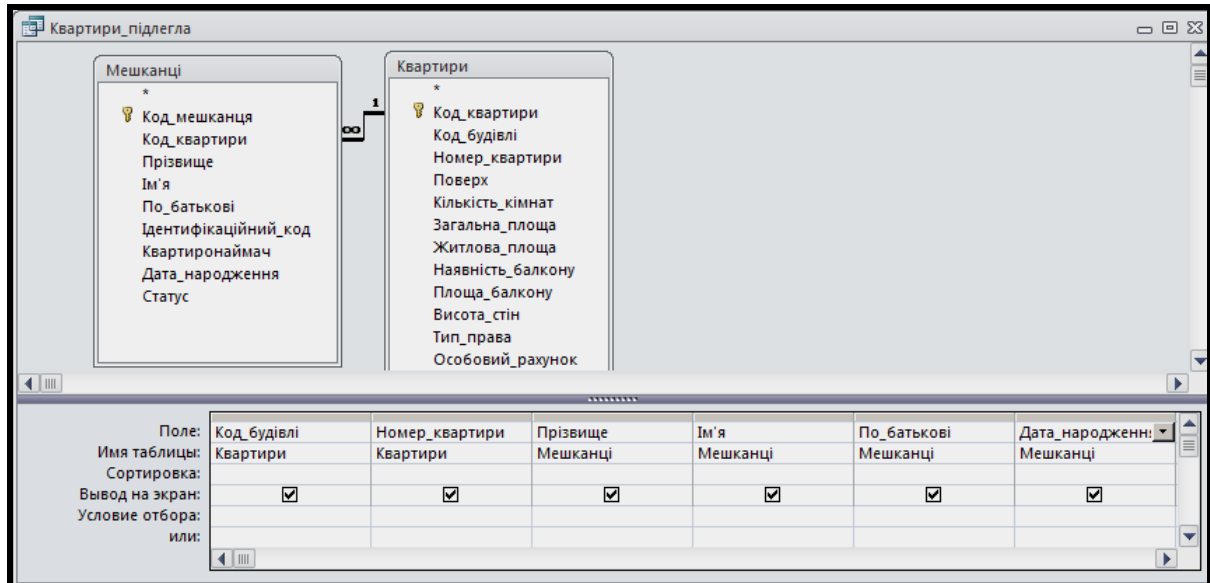 Квартири_підлегла
Мешканці
*
Код_мешканця
Код_квартири
Прізвище
Ім'я
По_батькові
Ідентифікаційний_код
Квартиронаймач
Дата_народження
Статус
∞
1
Квартири
*
Код_квартири
Код_будівлі
Номер_квартири
Поверх
Кількість_кімнат
Загальна_площа
Житлова_площа
Наявність_балкону
Площа_балкону
Висота_стін
Тип_права
Особовий_рахунок
Поле: Код_будівлі Номер_квартири Прізвище Ім'я По_батькові Дата_народженн
Имя таблицы: Квартири Квартири Мешканці Мешканці Мешканці Мешканці
Сортировка:
Вывод на экран:
Условие отбора:
или: